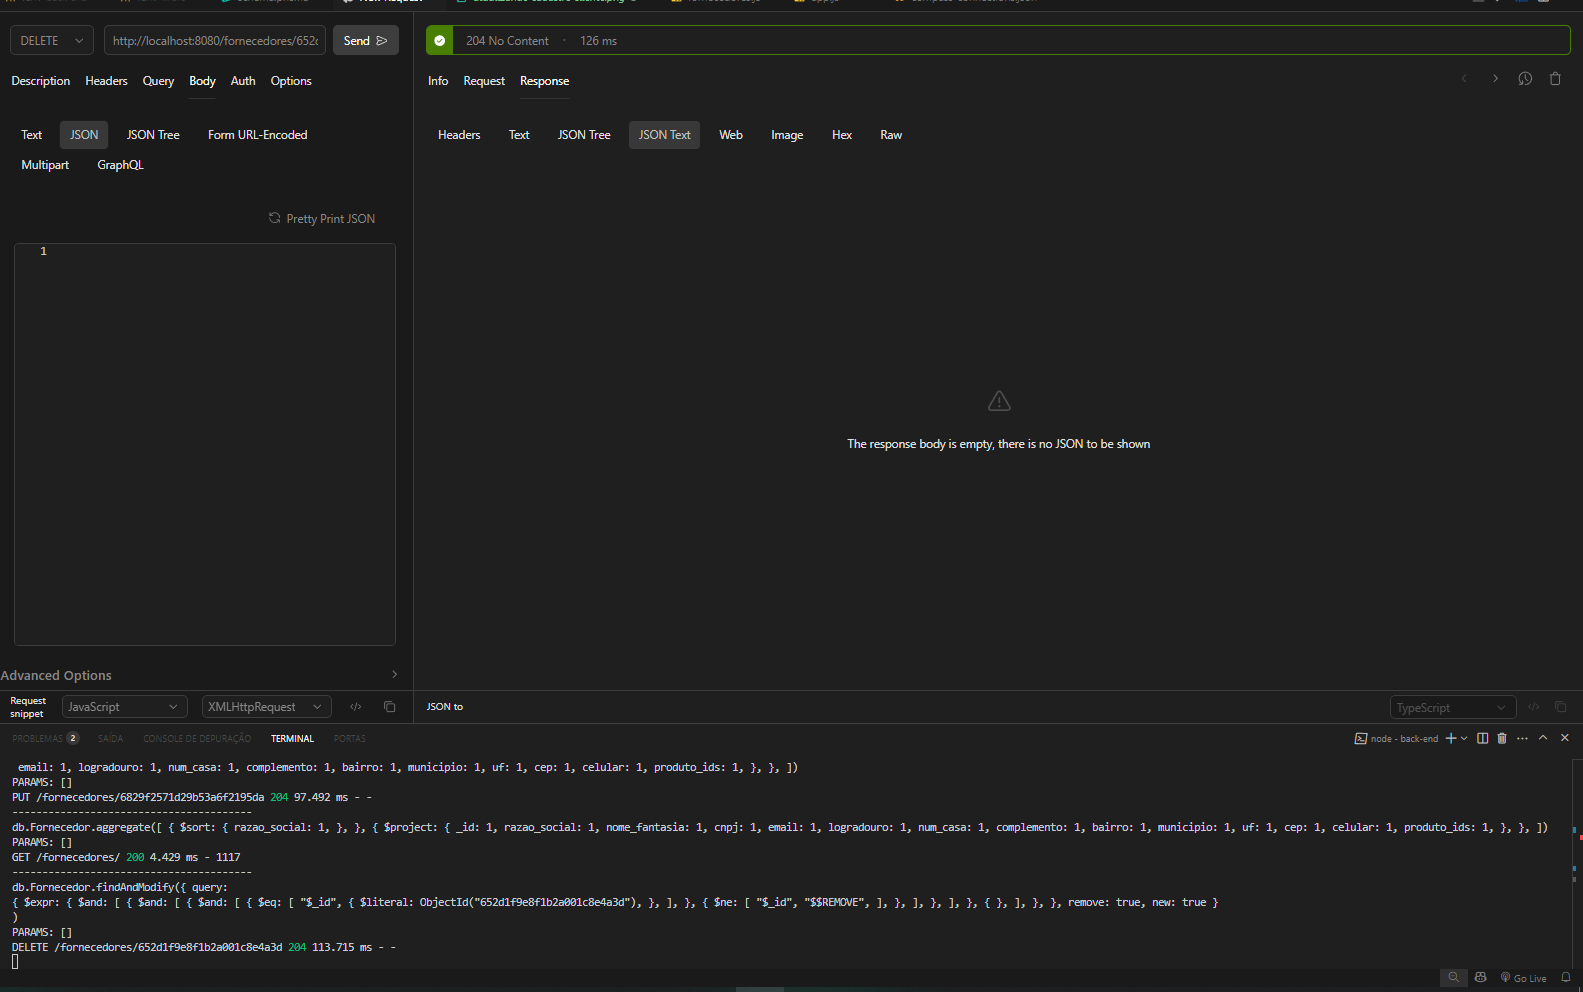 DELETE
http://localhost:8080/fornecedores/652
Send
204 No Content · 126 ms
Description Headers Query Body Auth Options
Info Request Response
Text JSON JSON Tree Form URL-Encoded
Multipart GraphQL
Headers Text JSON Tree JSON Text Web Image Hex Raw
Pretty Print JSON
1
The response body is empty, there is no JSON to be shown
Advanced Options
Request
snippet
JavaScript
XMLHttpRequest
JSON to
TypeScript
PROBLEMAS 2 SAÍDA CONSOLE DE DEPURAÇÃO TERMINAL PORTAS
node - back-end
email: 1, logradouro: 1, num_casa: 1, complemento: 1, bairro: 1, municipio: 1, uf: 1, cep: 1, celular: 1, produto_ids: 1, }, }, ])
PARAMS: []
PUT /fornecedores/6829f2571d29b53a6f2195da 204 97.492 ms - -
----------------------------------------
db.Fornecedor.aggregate([ { $sort: { razao_social: 1, }, }, { $project: { _id: 1, razao_social: 1, nome_fantasia: 1, cnpj: 1, email: 1, logradouro: 1, num_casa: 1, complemento: 1, bairro: 1, municipio: 1, uf: 1, cep: 1, celular: 1, produto_ids: 1, }, }, ])
PARAMS: []
GET /fornecedores/ 200 4.429 ms - 1117
----------------------------------------
db.Fornecedor.findAndModify({ query:
{ $expr: { $and: [ { $and: [ { $and: [ { $eq: [ "$_id", { $literal: ObjectId("652d1f9e8f1b2a001c8e4a3d"), }, ], }, { $ne: [ "$_id", "$$REMOVE", ], }, ], }, ], }, { }, ], }, }, remove: true, new: true }
)
PARAMS: []
DELETE /fornecedores/652d1f9e8f1b2a001c8e4a3d 204 113.715 ms - -
Go Live